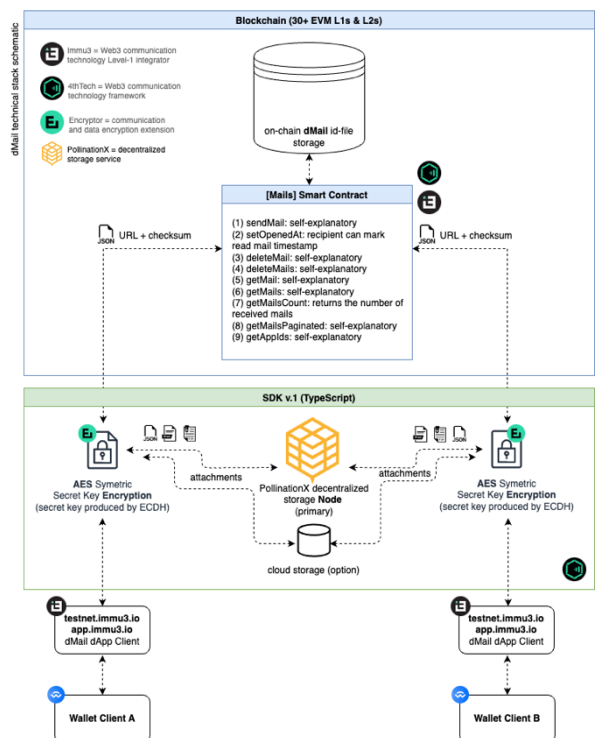 dMail technical stack schematic
Blockchain (30+ EVM L1s & L2s)
Immu3 = Web3 communication
technology Level-1 integrator
4thTech = Web3 communication
technology framework
Encryptor = communication
and data encryption extension
PollinationX = decentralized
storage service
on-chain dMail id-file
storage
[Mails] Smart Contract
(1) sendMail: self-explanatory
(2) setOpenedAt: recipient can mark
read mail timestamp
(3) deleteMail: self-explanatory
(4) deleteMails: self-explanatory
(5) getMail: self-explanatory
(6) getMails: self-explanatory
(7) getMailsCount: returns the number of
received mails
(8) getMailsPaginated: self-explanatory
(9) getAppIds: self-explanatory
JSON
URL + checksum
JSON
URL + checksum
SDK v.1 (TypeScript)
JSON
JSON
attachments
attachments
AES Symetric
Secret Key Encryption
(secret key produced by ECDH)
PollinationX decentralized
storage Node
(primary)
AES Symetric
Secret Key Encryption
(secret key produced by ECDH)
cloud storage (option)
testnet.immu3.io
app.immu3.io
dMail dApp Client
testnet.immu3.io
app.immu3.io
dMail dApp Client
Wallet Client A
Wallet Client B